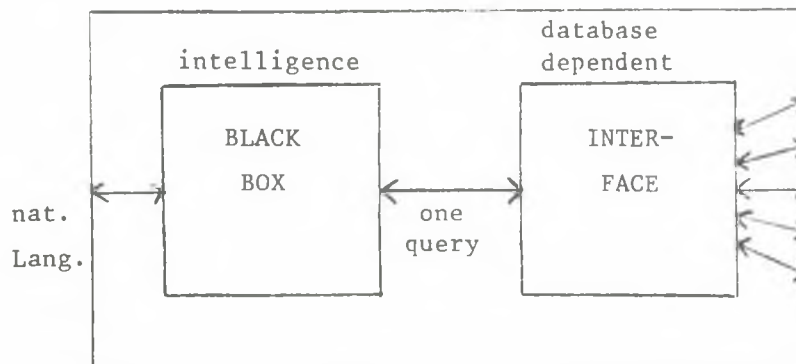 database
intelligence
dependent
BLACK
BOX
INTER-
FACE
nat.
Lang.
one
query